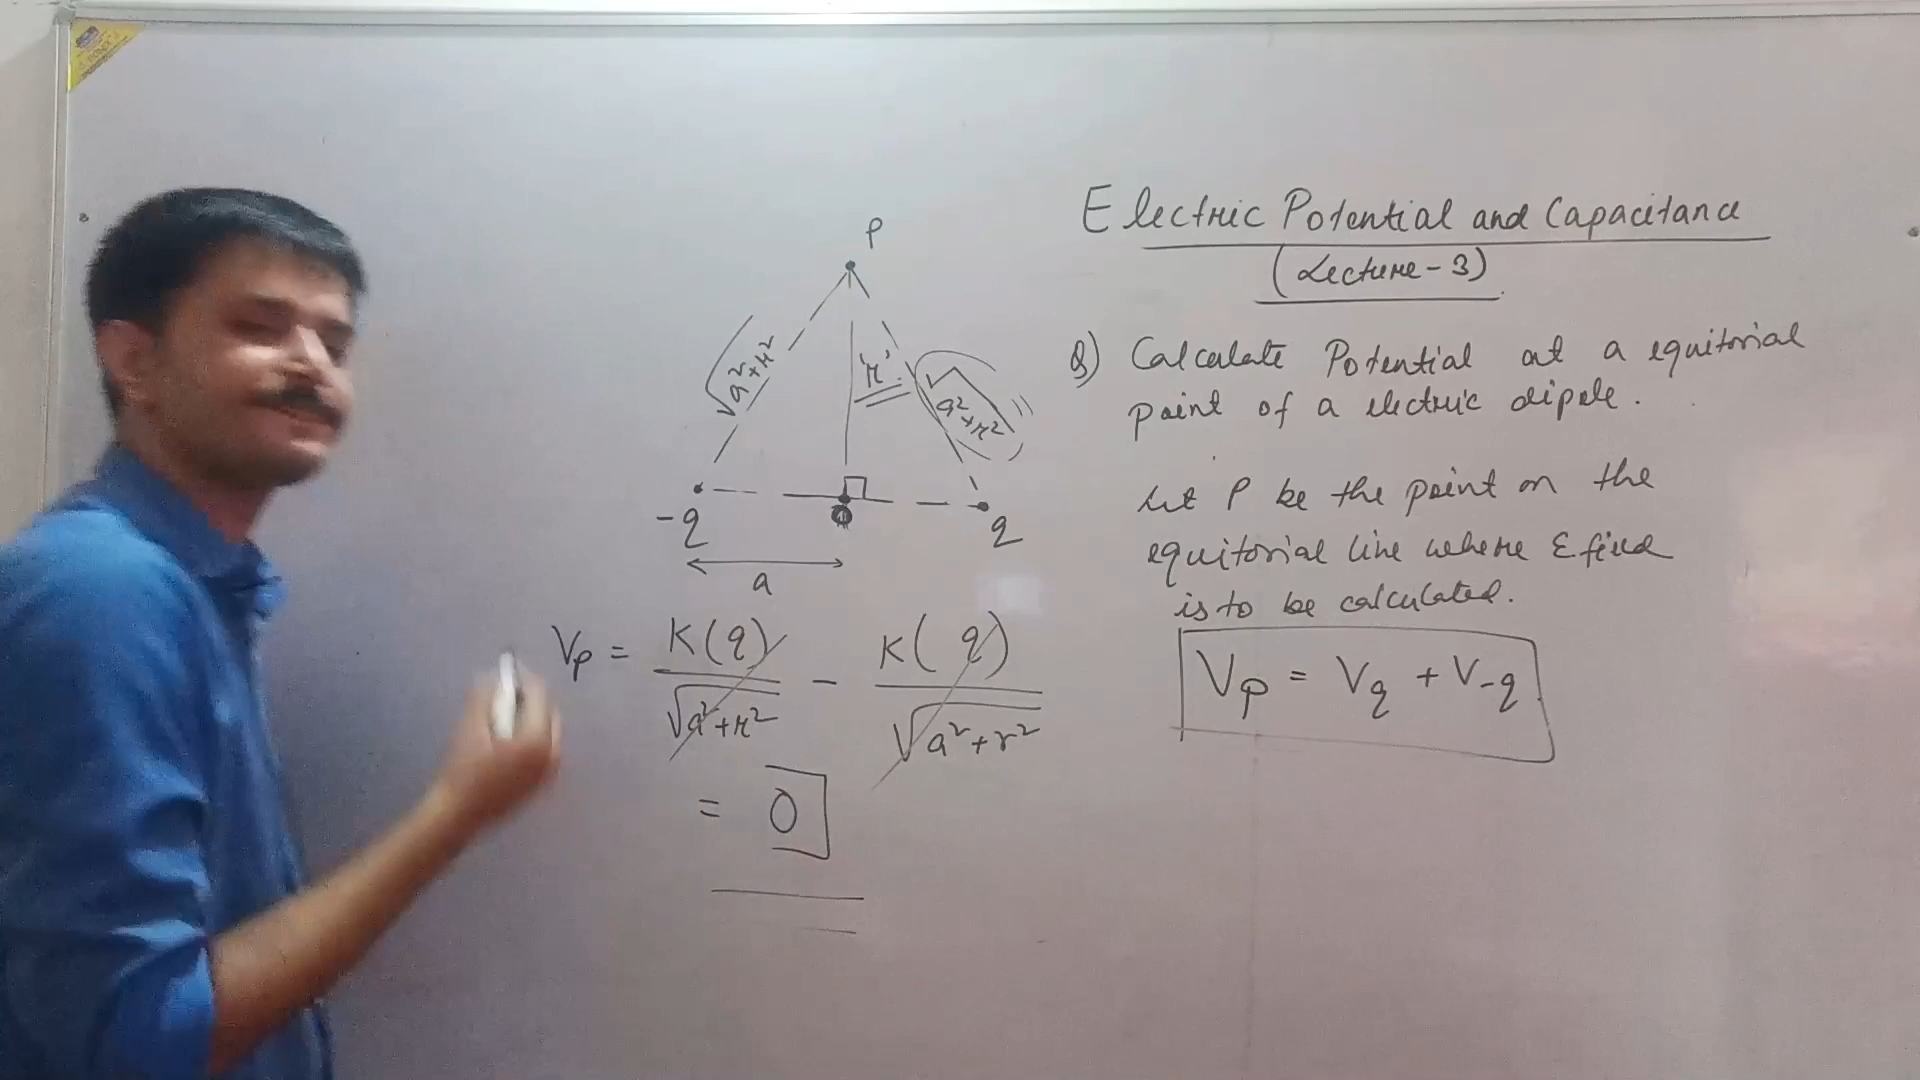 Electric Potential and Capacitance
(Lecture-3)
Q) Calculate Potential at a equitorial
point of a electric dipole.
Let P be the point on the
equitorial line where E field
is to be calculated.
Vp = Vq + V-q
P
√a²+r²
'r'
√a²+r²
-q
q
a
Vp = K(q)/√a²+r² - K(q)/√a²+r²
= 0